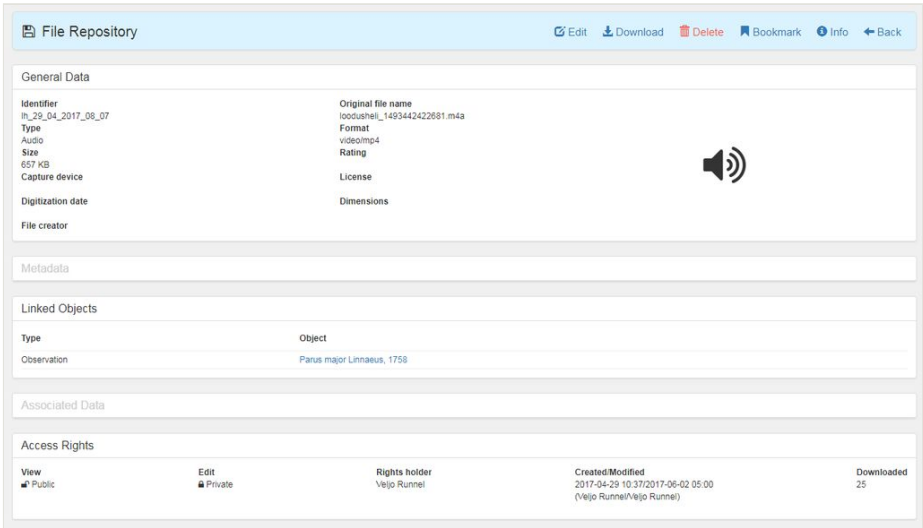 File Repository
Edit Download Delete Bookmark Info Back
General Data
Identifier
lh_29_04_2017_08_07
Type
Audio
Size
657 KB
Capture device
Digitization date
File creator
Original file name
loodusheli_1493442422681.m4a
Format
video/mp4
Rating
License
Dimensions
Metadata
Linked Objects
Type Object
Observation Parus major Linnaeus, 1758
Associated Data
Access Rights
View Edit Rights holder Created/Modified Downloaded
Public Private Veljo Runnel 2017-04-29 10:37/2017-06-02 05:00 25
(Veljo Runnel/Veljo Runnel)